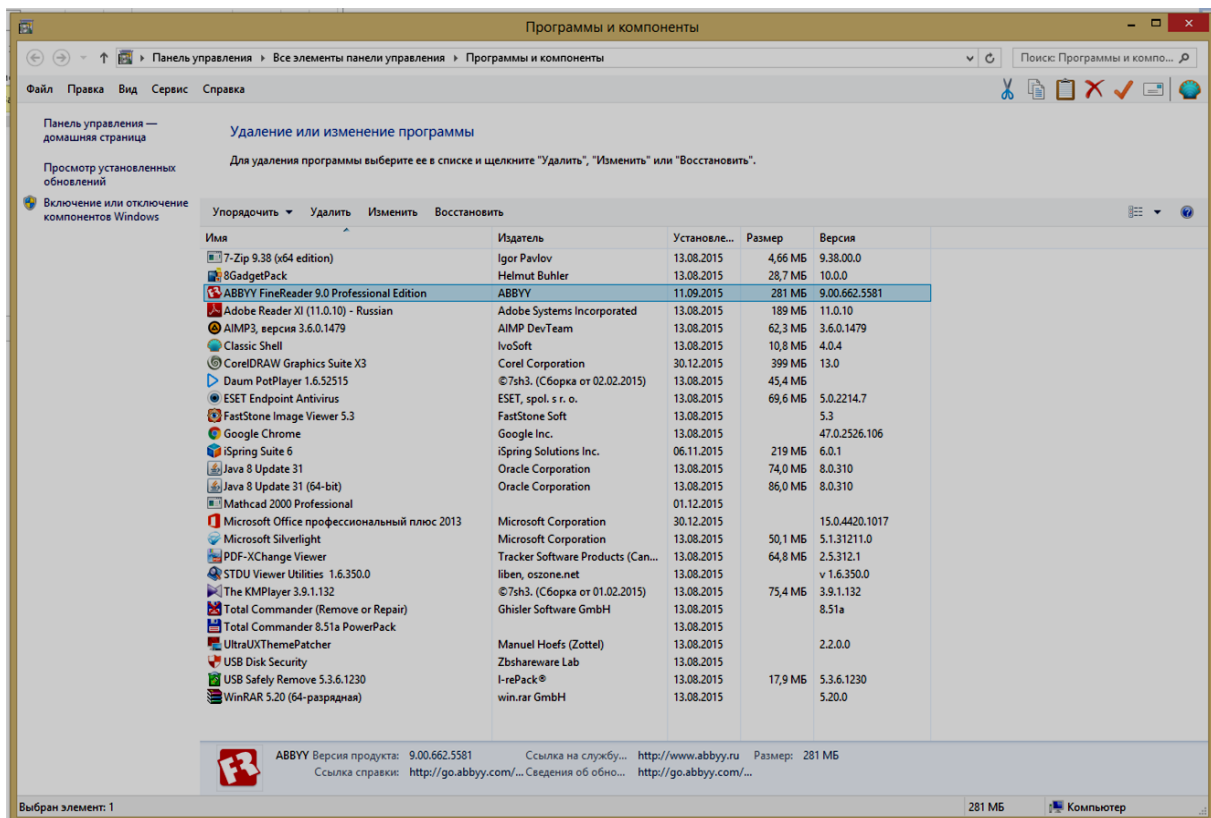 Программы и компоненты
Панель управления Все элементы панели управления Программы и компоненты Поиск: Программы и компо...
Файл Правка Вид Сервис Справка
Панель управления —
домашняя страница
Просмотр установленных
обновлений
Включение или отключение
компонентов Windows
Удаление или изменение программы
Для удаления программы выберите ее в списке и щелкните "Удалить", "Изменить" или "Восстановить".
Упорядочить Удалить Изменить Восстановить
Имя Издатель Установле... Размер Версия
7-Zip 9.38 (x64 edition) Igor Pavlov 13.08.2015 4,66 МБ 9.38.00.0
8GadgetPack Helmut Buhler 13.08.2015 28,7 МБ 10.0.0
ABBYY FineReader 9.0 Professional Edition ABBYY 11.09.2015 281 МБ 9.00.662.5581
Adobe Reader XI (11.0.10) - Russian Adobe Systems Incorporated 13.08.2015 189 МБ 11.0.10
AIMP3, версия 3.6.0.1479 AIMP DevTeam 13.08.2015 62,3 МБ 3.6.0.1479
Classic Shell IvoSoft 13.08.2015 10,8 МБ 4.0.4
CorelDRAW Graphics Suite X3 Corel Corporation 30.12.2015 399 МБ 13.0
Daum PotPlayer 1.6.52515 ©7sh3. (Сборка от 02.02.2015) 13.08.2015 45,4 МБ
ESET Endpoint Antivirus ESET, spol. s r. o. 13.08.2015 69,6 МБ 5.0.2214.7
FastStone Image Viewer 5.3 FastStone Soft 13.08.2015 5.3
Google Chrome Google Inc. 13.08.2015 47.0.2526.106
iSpring Suite 6 iSpring Solutions Inc. 06.11.2015 219 МБ 6.0.1
Java 8 Update 31 Oracle Corporation 13.08.2015 74,0 МБ 8.0.310
Java 8 Update 31 (64-bit) Oracle Corporation 13.08.2015 86,0 МБ 8.0.310
Mathcad 2000 Professional 01.12.2015
Microsoft Office профессиональный плюс 2013 Microsoft Corporation 30.12.2015 15.0.4420.1017
Microsoft Silverlight Microsoft Corporation 13.08.2015 50,1 МБ 5.1.31211.0
PDF-XChange Viewer Tracker Software Products (Can... 13.08.2015 64,8 МБ 2.5.312.1
STDU Viewer Utilities 1.6.350.0 liben, oszone.net 13.08.2015 v 1.6.350.0
The KMPlayer 3.9.1.132 ©7sh3. (Сборка от 01.02.2015) 13.08.2015 75,4 МБ 3.9.1.132
Total Commander (Remove or Repair) Ghisler Software GmbH 13.08.2015 8.51a
Total Commander 8.51a PowerPack 13.08.2015
UltraUXThemePatcher Manuel Hoefs (Zottel) 13.08.2015 2.2.0.0
USB Disk Security Zbshareware Lab 13.08.2015
USB Safely Remove 5.3.6.1230 l-rePack® 13.08.2015 17,9 МБ 5.3.6.1230
WinRAR 5.20 (64-разрядная) win.rar GmbH 13.08.2015 5.20.0
ABBYY Версия продукта: 9.00.662.5581 Ссылка на службу... http://www.abbyy.ru Размер: 281 МБ
Ссылка справки: http://go.abbyy.com/... Сведения об обно... http://go.abbyy.com/...
Выбран элемент: 1 281 МБ Компьютер